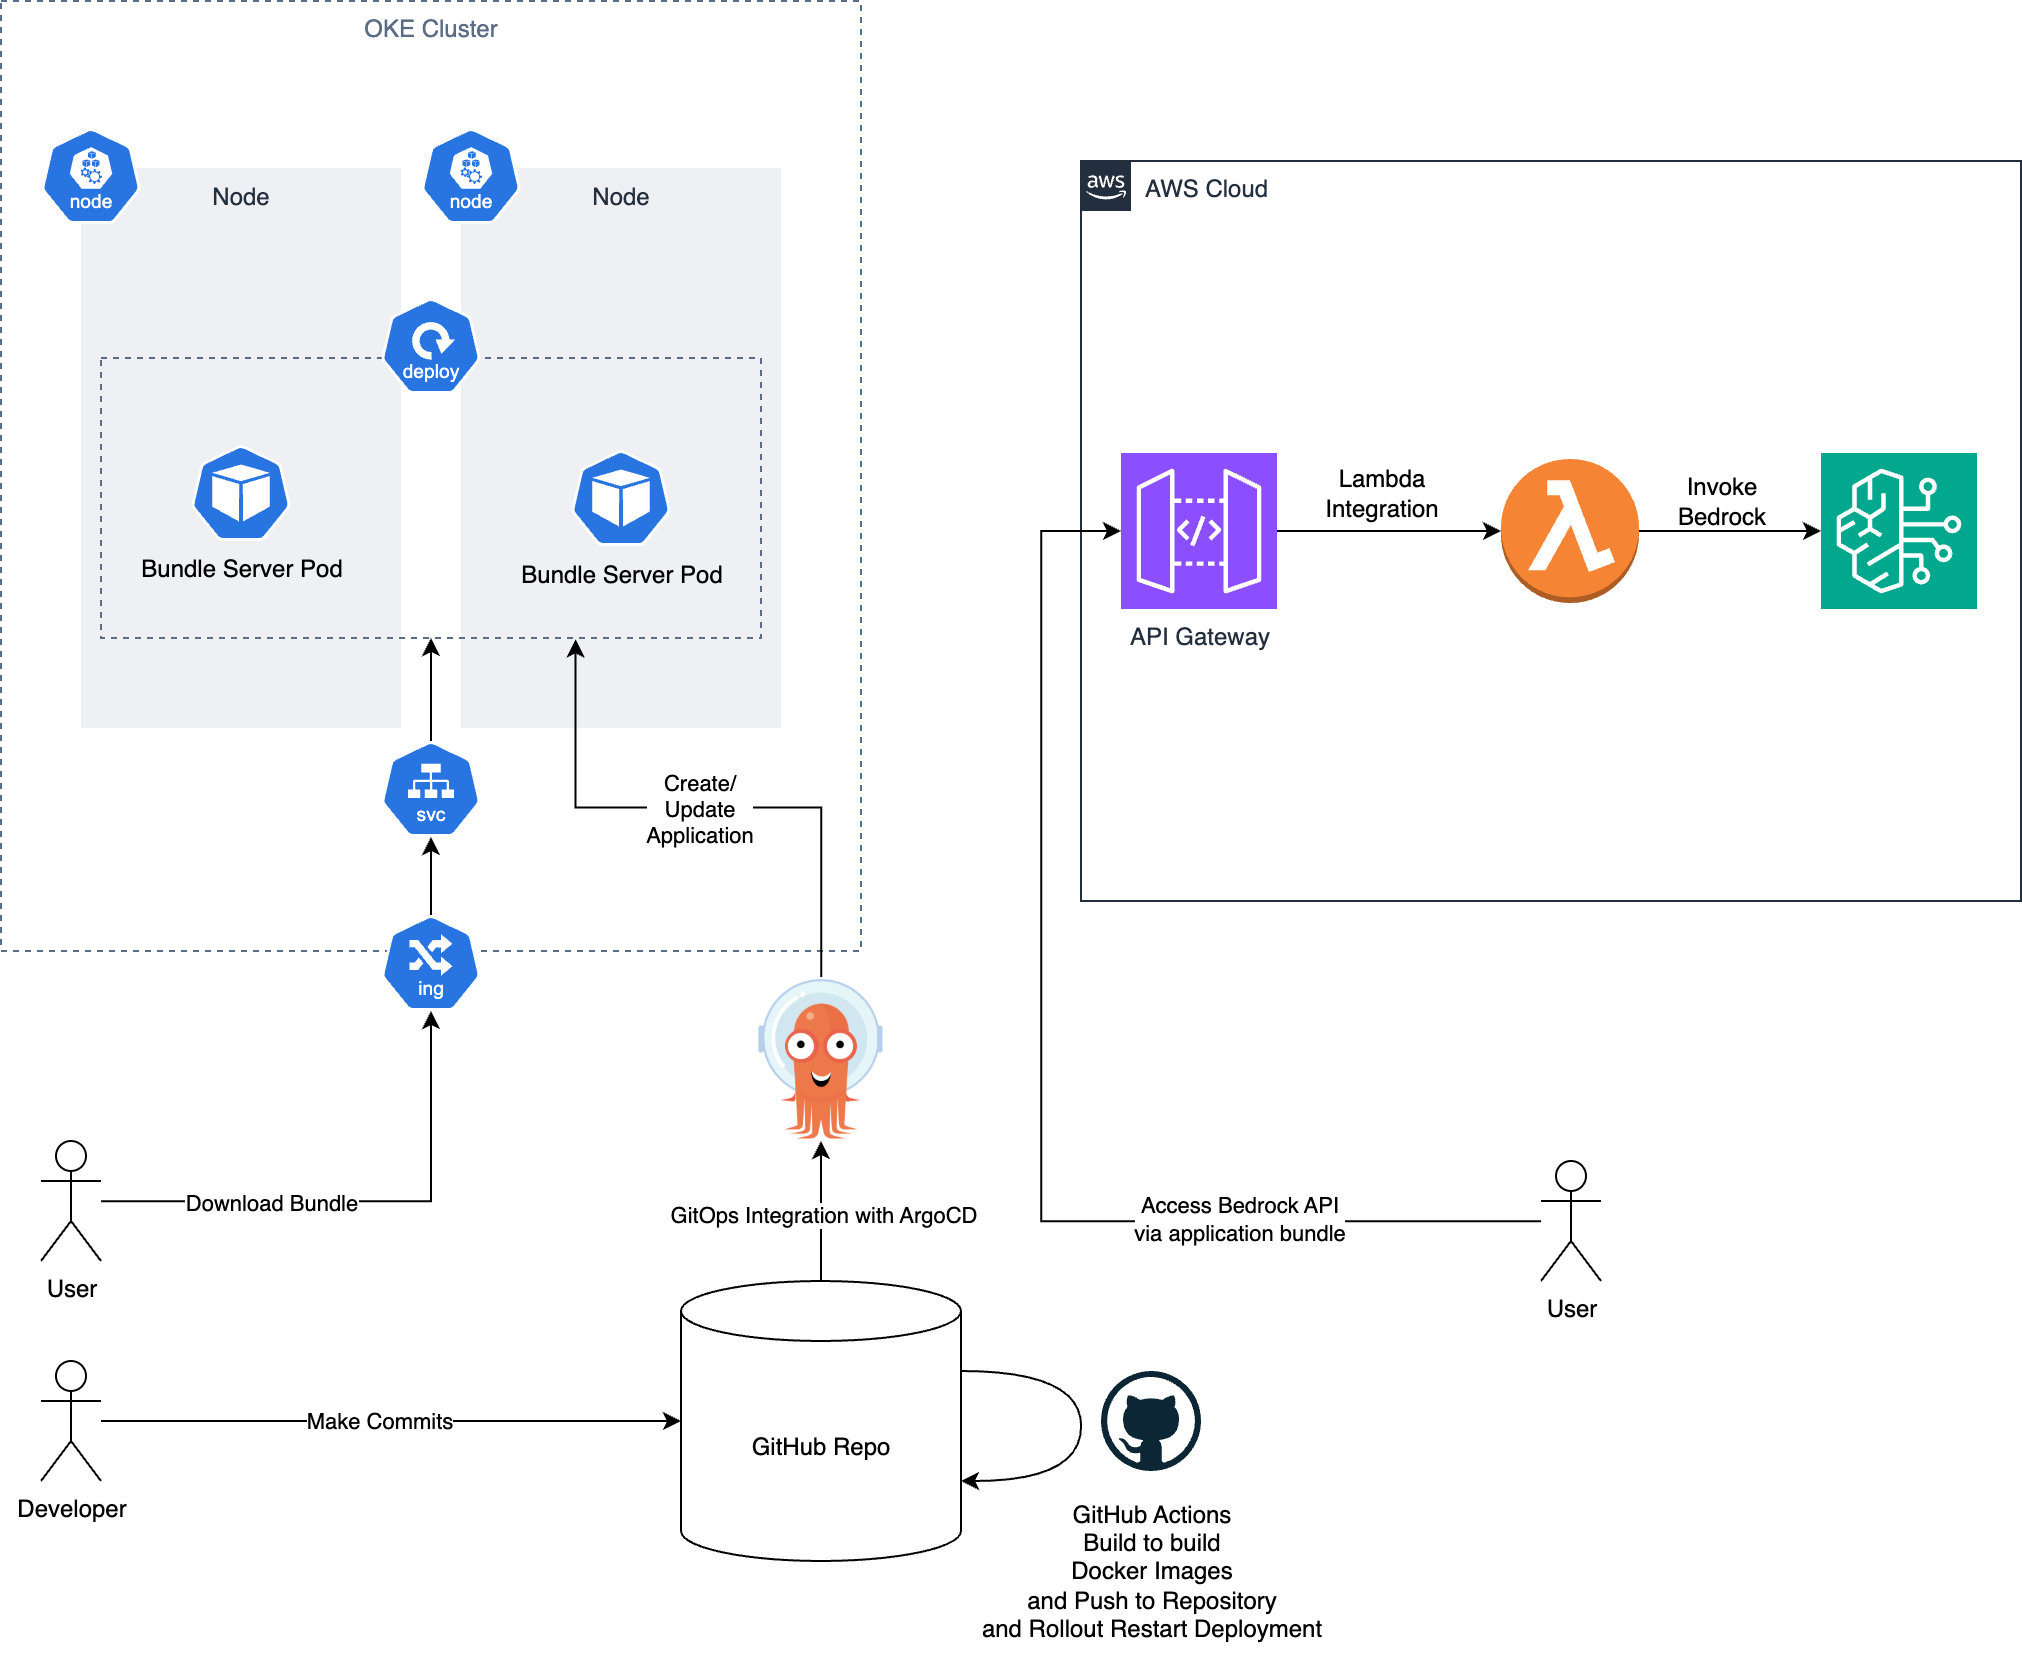 OKE Cluster
node
Node
node
Node
deploy
Bundle Server Pod
Bundle Server Pod
svc
Create/
Update
Application
ing
aws
AWS Cloud
API Gateway
Lambda
Integration
Invoke
Bedrock
Download Bundle
User
GitOps Integration with ArgoCD
Access Bedrock API
via application bundle
User
Make Commits
Developer
GitHub Repo
GitHub Actions
Build to build
Docker Images
and Push to Repository
and Rollout Restart Deployment